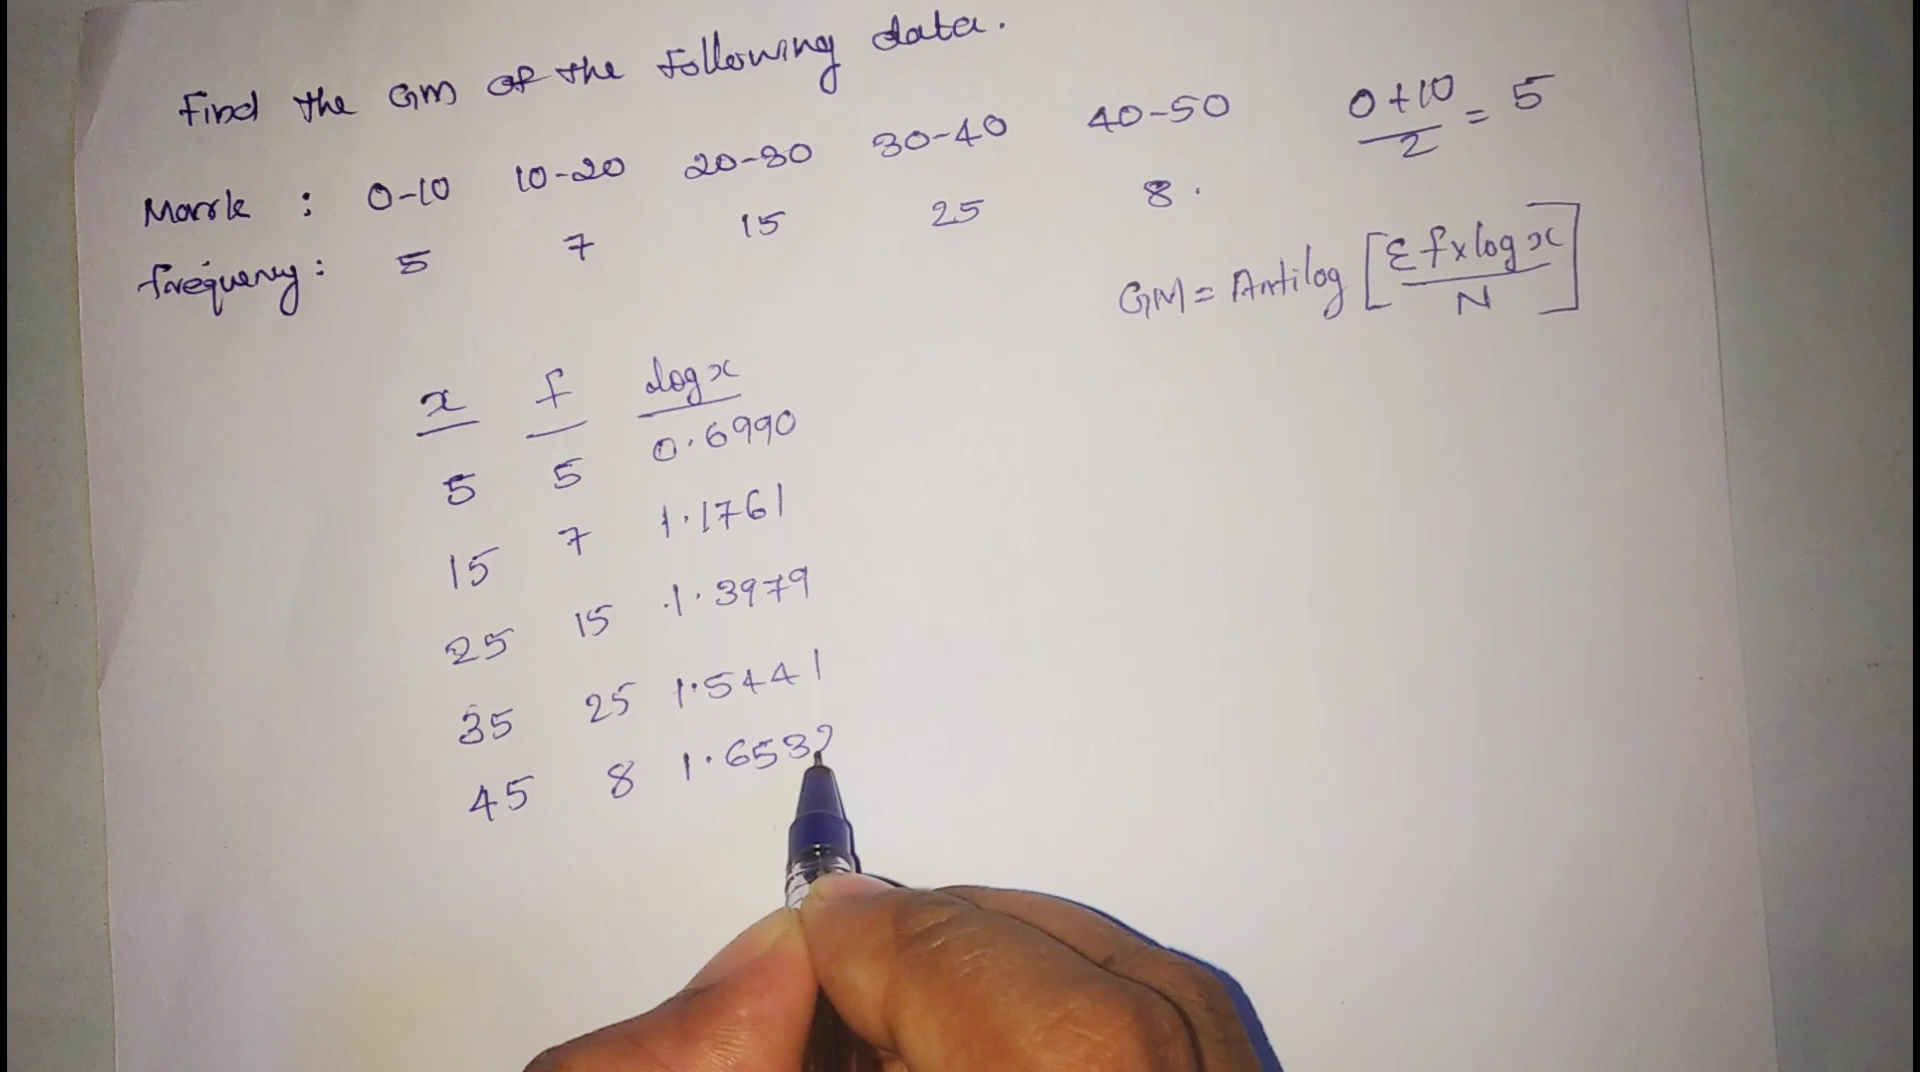 Find the GM of the following data.
Mark : 0-10 10-20 20-30 30-40 40-50
frequency: 5 7 15 25 8.
0+10/2 = 5
GM = Antilog [Σf×log x / N]
x f log x
5 5 0.6990
15 7 1.1761
25 15 1.3979
35 25 1.5441
45 8 1.6532